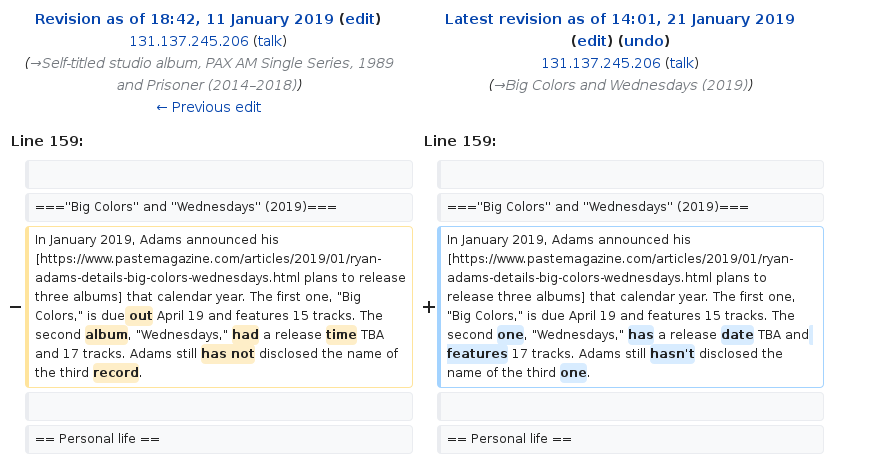 Revision as of 18:42, 11 January 2019 (edit)
131.137.245.206 (talk)
(→Self-titled studio album, PAX AM Single Series, 1989
and Prisoner (2014–2018))
← Previous edit
Latest revision as of 14:01, 21 January 2019
(edit) (undo)
131.137.245.206 (talk)
(→Big Colors and Wednesdays (2019))
Line 159:
Line 159:
==="Big Colors" and "Wednesdays" (2019)===
==="Big Colors" and "Wednesdays" (2019)===
−
In January 2019, Adams announced his
[https://www.pastemagazine.com/articles/2019/01/ryan-
adams-details-big-colors-wednesdays.html plans to release
three albums] that calendar year. The first one, "Big
Colors," is due out April 19 and features 15 tracks. The
second album, "Wednesdays," had a release time TBA
and 17 tracks. Adams still has not disclosed the name of
the third record.
+
In January 2019, Adams announced his
[https://www.pastemagazine.com/articles/2019/01/ryan-
adams-details-big-colors-wednesdays.html plans to
release three albums] that calendar year. The first one,
"Big Colors," is due April 19 and features 15 tracks. The
second one, "Wednesdays," has a release date TBA and
features 17 tracks. Adams still hasn't disclosed the
name of the third one.
== Personal life ==
== Personal life ==